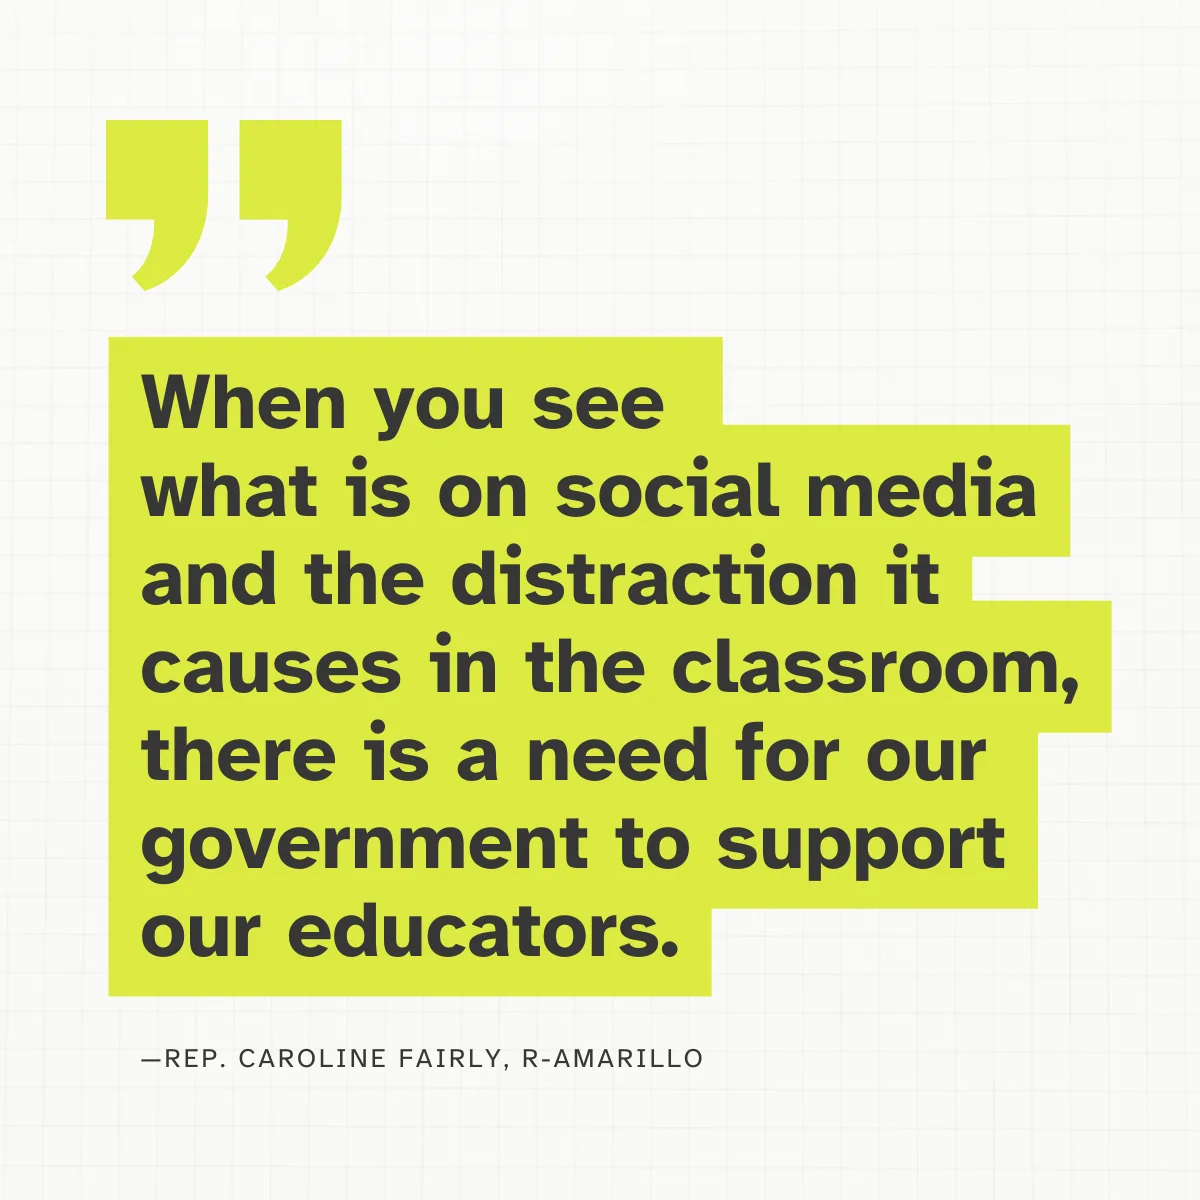 ”
When you see
what is on social media
and the distraction it
causes in the classroom,
there is a need for our
government to support
our educators.
—REP. CAROLINE FAIRLY, R-AMARILLO